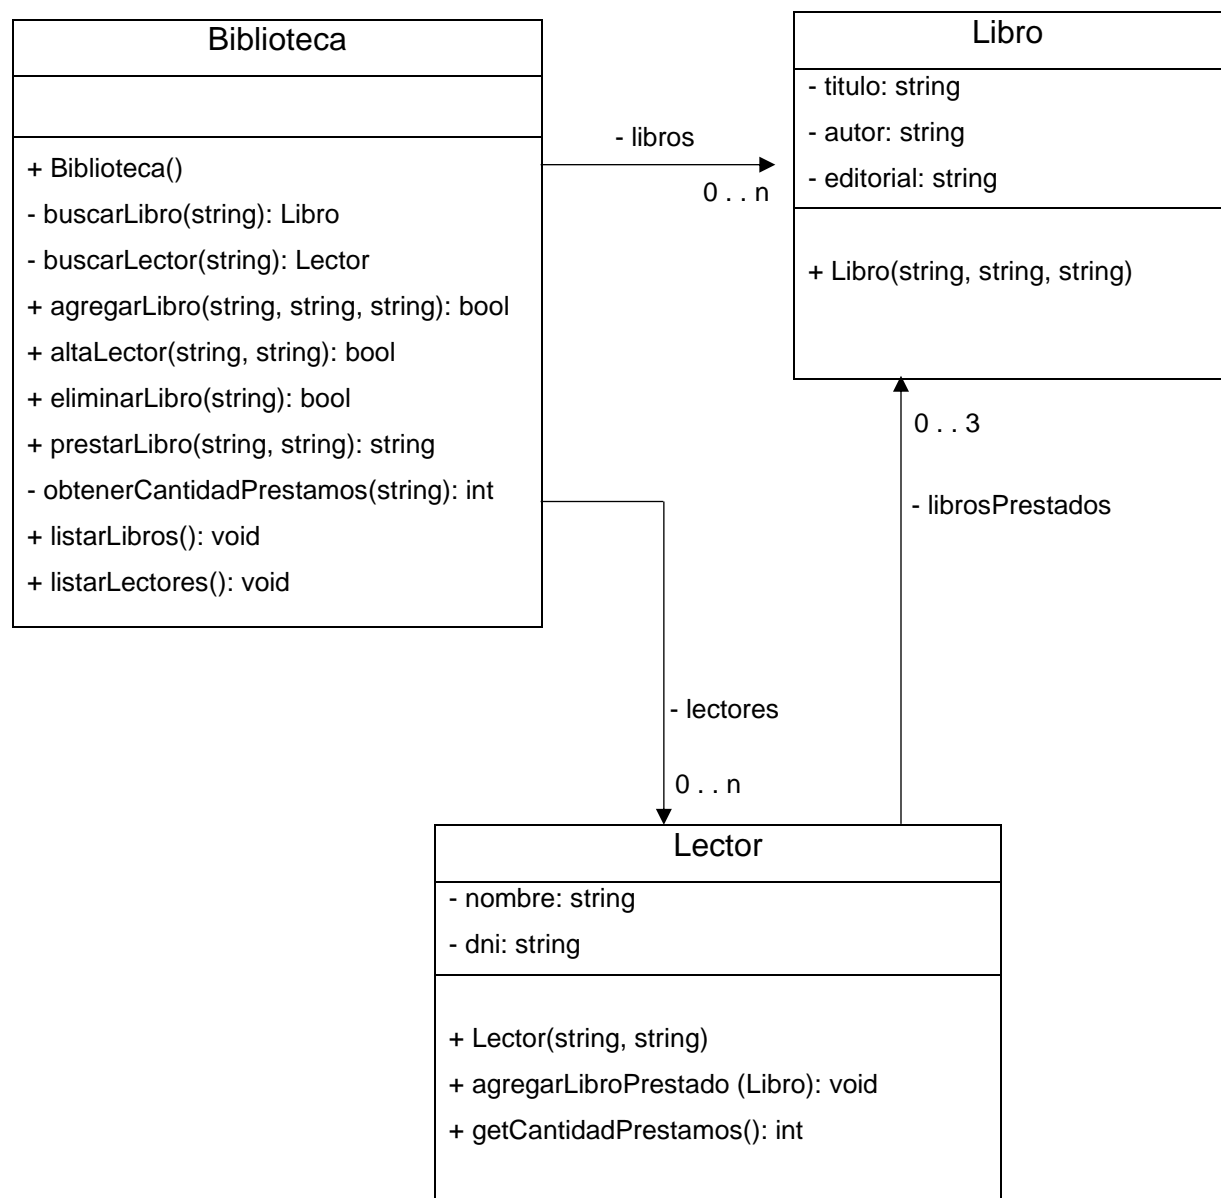 Biblioteca
+ Biblioteca()
- buscarLibro(string): Libro
- buscarLector(string): Lector
+ agregarLibro(string, string, string): bool
+ altaLector(string, string): bool
+ eliminarLibro(string): bool
+ prestarLibro(string, string): string
- obtenerCantidadPrestamos(string): int
+ listarLibros(): void
+ listarLectores(): void
- libros
0 . . n
Libro
- titulo: string
- autor: string
- editorial: string
+ Libro(string, string, string)
0 . . 3
- librosPrestados
- lectores
0 . . n
Lector
- nombre: string
- dni: string
+ Lector(string, string)
+ agregarLibroPrestado (Libro): void
+ getCantidadPrestamos(): int